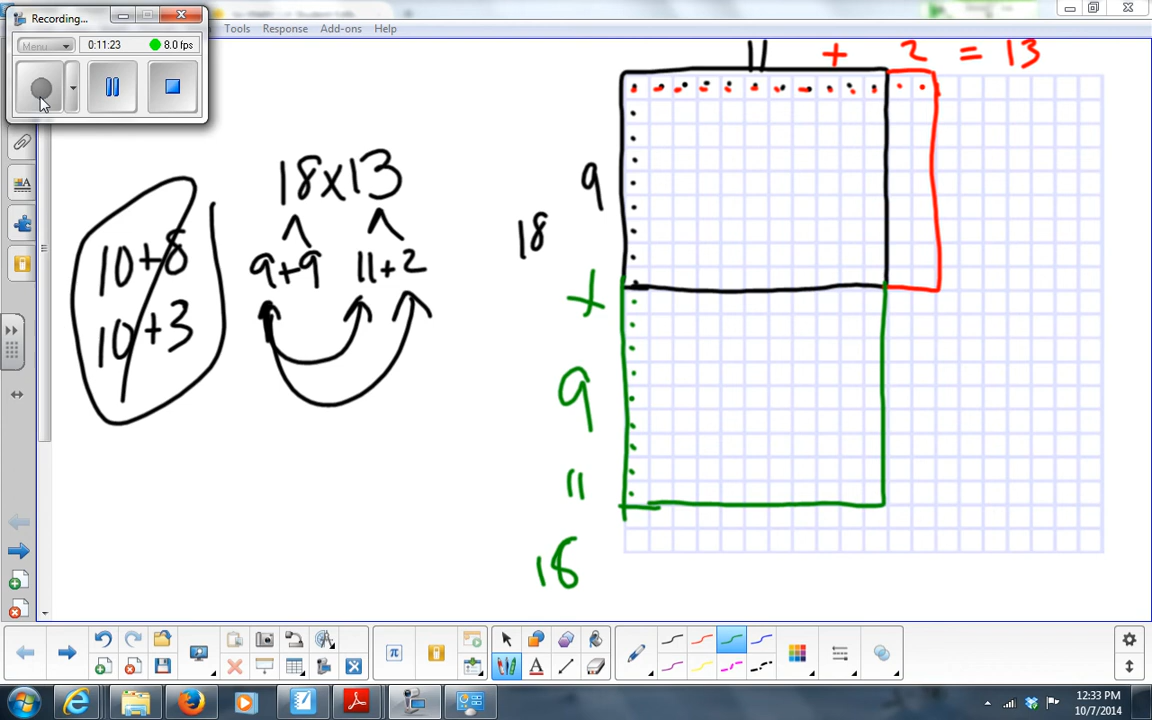 Recording...
Menu
0:11:23
8.0 fps
Tools Response Add-ons Help
11 + 2 = 13
18x13
9+9 11+2
10+8
10+3
9
18
+
9
11
18
π
A
12:33 PM
10/7/2014